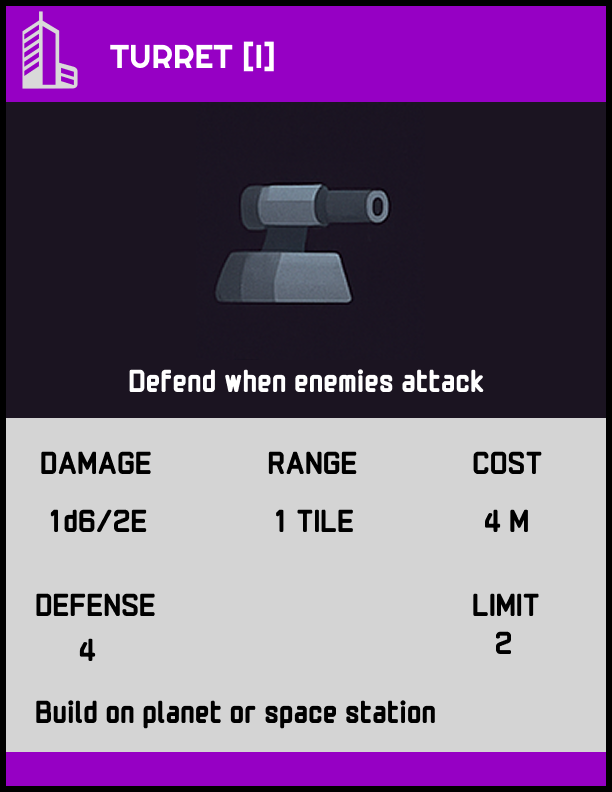 TURRET [I]
Defend when enemies attack
DAMAGE RANGE COST
1d6/2E 1 TILE 4 M
DEFENSE LIMIT
4 2
Build on planet or space station